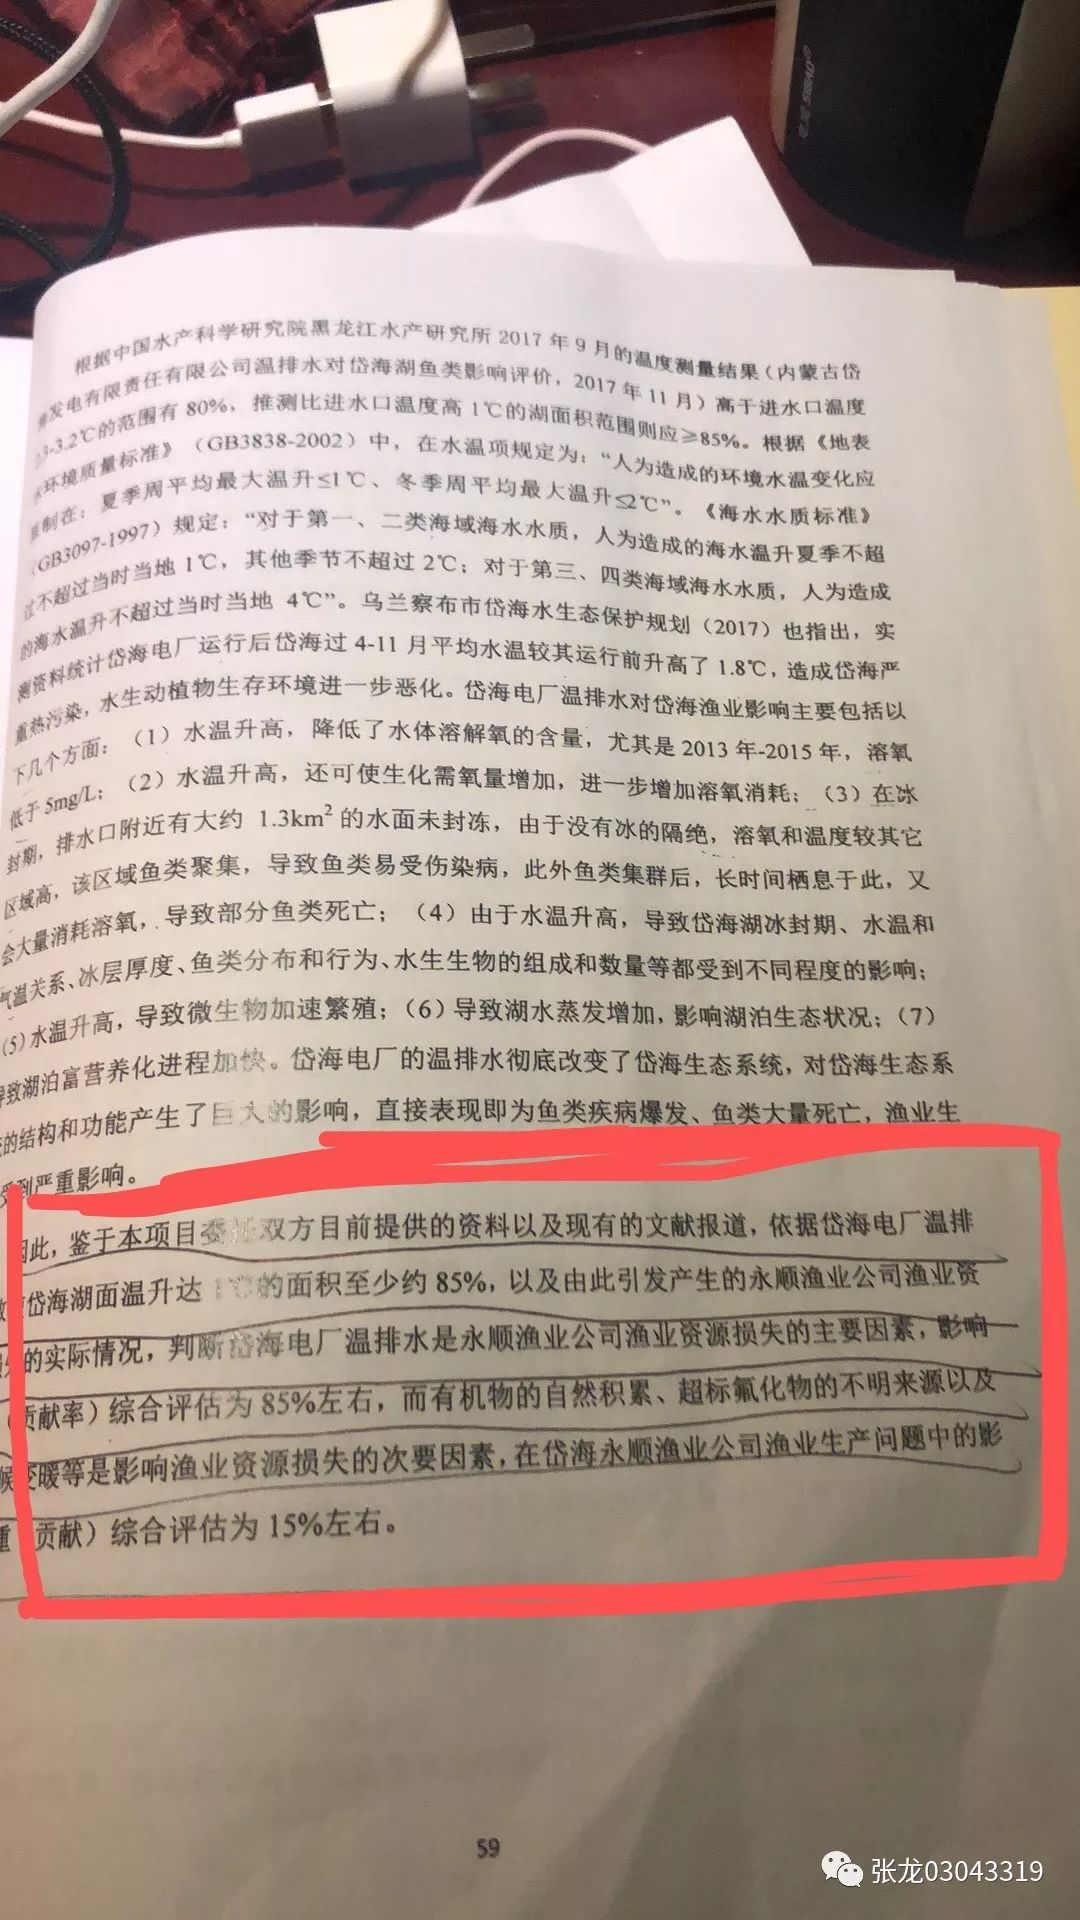 根据中国水产科学研究院黑龙江水产研究所 2017 年 9 月的温度测量结果（内蒙古岱
发电有限责任有限公司温排水对岱海湖鱼类影响评价，2017 年 11 月）高于进水口温度
3-3.2℃的范围有 80%，推测比进水口温度高 1℃的湖面积范围则应≥85%。根据《地表
环境质量标准》（GB3838-2002）中，在水温项规定为：“人为造成的环境水温变化应
制在：夏季周平均最大温升≤1℃、冬季周平均最大温升≤2℃”。《海水水质标准》
（GB3097-1997）规定：“对于第一、二类海域海水水质，人为造成的海水温升夏季不超
过不超过当时当地 1℃，其他季节不超过 2℃；对于第三、四类海域海水水质，人为造成
的海水温升不超过当时当地 4℃”。乌兰察布市岱海水生态保护规划（2017）也指出，实
测资料统计岱海电厂运行后岱海过 4-11 月平均水温较其运行前升高了 1.8℃，造成岱海严
重热污染，水生动植物生存环境进一步恶化。岱海电厂温排水对岱海渔业影响主要包括以
下几个方面：（1）水温升高，降低了水体溶解氧的含量，尤其是 2013 年-2015 年，溶氧
低于 5mg/L；（2）水温升高，还可使生化需氧量增加，进一步增加溶氧消耗；（3）在冰
封期，排水口附近有大约 1.3km² 的水面未封冻，由于没有冰的隔绝，溶氧和温度较其它
区域高，该区域鱼类聚集，导致鱼类易受伤染病，此外鱼类集群后，长时间栖息于此，又
会大量消耗溶氧，导致部分鱼类死亡；（4）由于水温升高，导致岱海湖冰封期、水温和
气温关系、冰层厚度、鱼类分布和行为、水生生物的组成和数量等都受到不同程度的影响；
（5）水温升高，导致微生物加速繁殖；（6）导致湖水蒸发增加，影响湖泊生态状况；（7）
导致湖泊富营养化进程加快。岱海电厂的温排水彻底改变了岱海生态系统，对岱海生态系
的结构和功能产生了巨大的影响，直接表现即为鱼类疾病爆发、鱼类大量死亡，渔业生
受到严重影响。
因此，鉴于本项目委托双方目前提供的资料以及现有的文献报道，依据岱海电厂温排
岱海湖面温升达 1℃的面积至少约 85%，以及由此引发产生的永顺渔业公司渔业资
的实际情况，判断岱海电厂温排水是永顺渔业公司渔业资源损失的主要因素，影响
（贡献率）综合评估为 85%左右，而有机物的自然积累、超标氟化物的不明来源以及
候变暖等是影响渔业资源损失的次要因素，在岱海永顺渔业公司渔业生产问题中的影
（贡献）综合评估为 15%左右。
59
张龙03043319